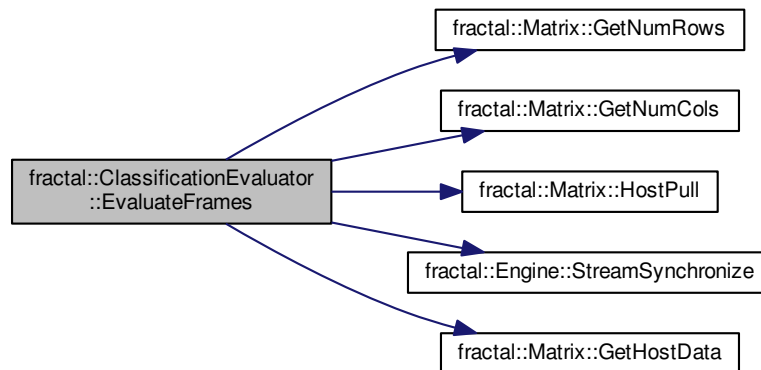 fractal::Matrix::GetNumRows
fractal::Matrix::GetNumCols
fractal::ClassificationEvaluator
::EvaluateFrames
fractal::Matrix::HostPull
fractal::Engine::StreamSynchronize
fractal::Matrix::GetHostData